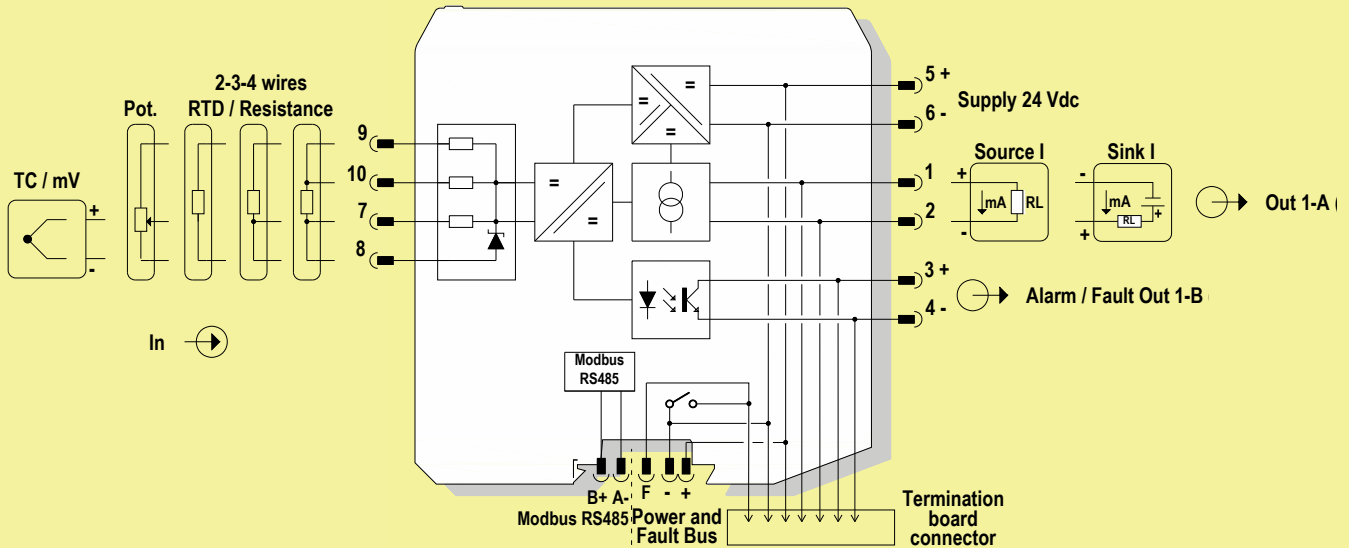 2-3-4 wires
RTD / Resistance
Pot.
TC / mV
+
-
9
10
7
8
In
=
=
=
=
=
5 +
6 -
Supply 24 Vdc
1
2
Source I
+
mA
RL
-
Sink I
-
mA
RL
+
+
Out 1-A
3 +
4 -
Alarm / Fault Out 1-B
Modbus
RS485
B+ A-
Modbus RS485
F - +
Power and
Fault Bus
Termination
board
connector